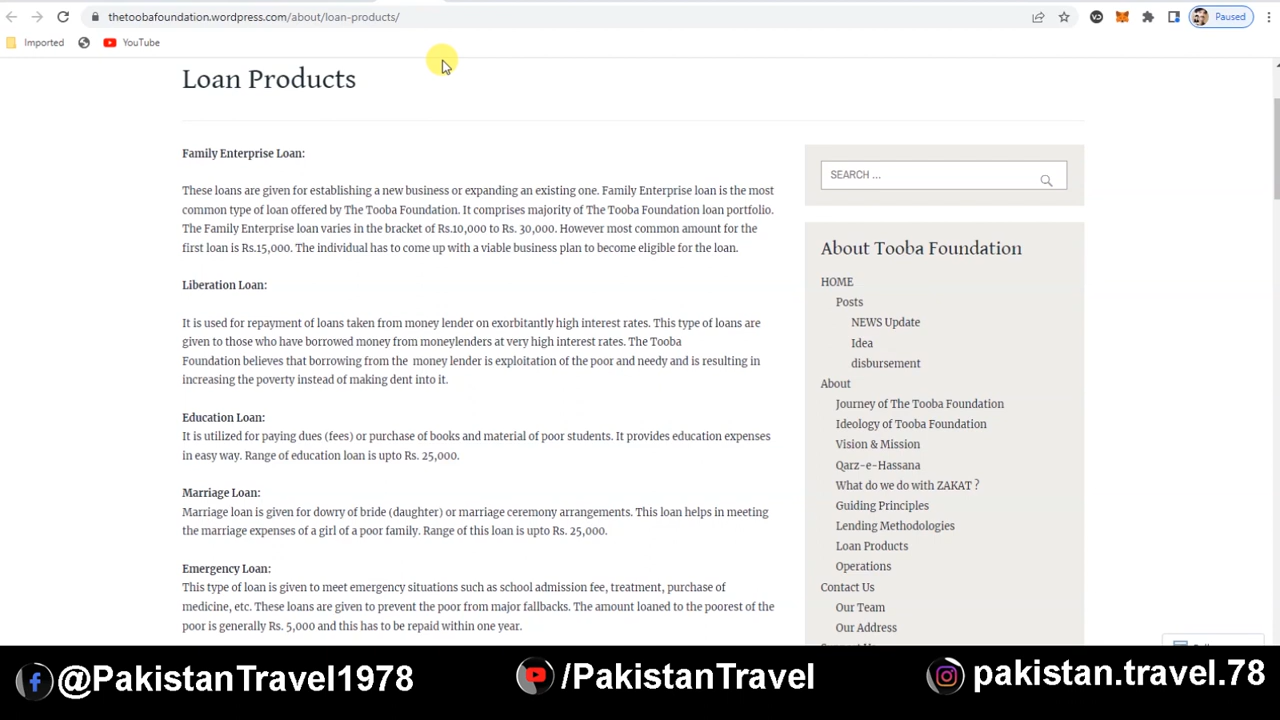 thetoobafoundation.wordpress.com/about/loan-products/
Paused
Imported
YouTube
Loan Products
Family Enterprise Loan:
These loans are given for establishing a new business or expanding an existing one. Family Enterprise loan is the most
common type of loan offered by The Tooba Foundation. It comprises majority of The Tooba Foundation loan portfolio.
The Family Enterprise loan varies in the bracket of Rs.10,000 to Rs. 30,000. However most common amount for the
first loan is Rs.15,000. The individual has to come up with a viable business plan to become eligible for the loan.
Liberation Loan:
It is used for repayment of loans taken from money lender on exorbitantly high interest rates. This type of loans are
given to those who have borrowed money from moneylenders at very high interest rates. The Tooba
Foundation believes that borrowing from the money lender is exploitation of the poor and needy and is resulting in
increasing the poverty instead of making dent into it.
Education Loan:
It is utilized for paying dues (fees) or purchase of books and material of poor students. It provides education expenses
in easy way. Range of education loan is upto Rs. 25,000.
Marriage Loan:
Marriage loan is given for dowry of bride (daughter) or marriage ceremony arrangements. This loan helps in meeting
the marriage expenses of a girl of a poor family. Range of this loan is upto Rs. 25,000.
Emergency Loan:
This type of loan is given to meet emergency situations such as school admission fee, treatment, purchase of
medicine, etc. These loans are given to prevent the poor from major fallbacks. The amount loaned to the poorest of the
poor is generally Rs. 5,000 and this has to be repaid within one year.
SEARCH ...
About Tooba Foundation
HOME
Posts
NEWS Update
Idea
disbursement
About
Journey of The Tooba Foundation
Ideology of Tooba Foundation
Vision & Mission
Qarz-e-Hassana
What do we do with ZAKAT ?
Guiding Principles
Lending Methodologies
Loan Products
Operations
Contact Us
Our Team
Our Address
@PakistanTravel1978
/PakistanTravel
pakistan.travel.78